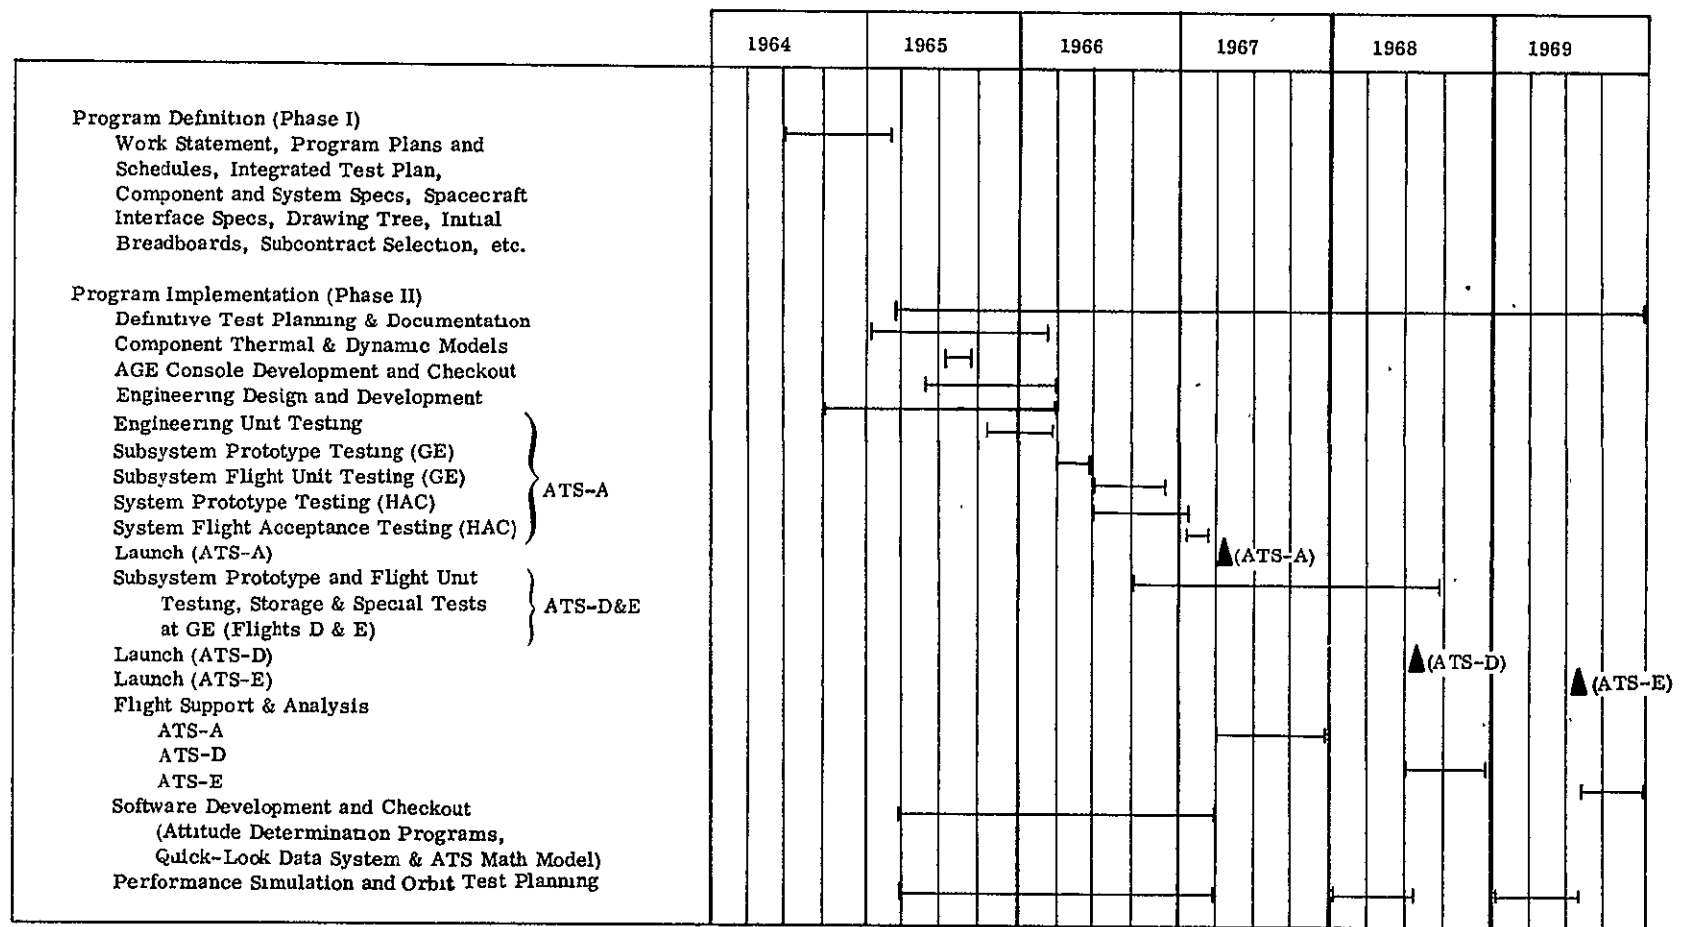 1964 1965 1966 1967 1968 1969
Program Definition (Phase I)
Work Statement, Program Plans and
Schedules, Integrated Test Plan,
Component and System Specs, Spacecraft
Interface Specs, Drawing Tree, Initial
Breadboards, Subcontract Selection, etc.
Program Implementation (Phase II)
Definitive Test Planning & Documentation
Component Thermal & Dynamic Models
AGE Console Development and Checkout
Engineering Design and Development
Engineering Unit Testing
Subsystem Prototype Testing (GE)
Subsystem Flight Unit Testing (GE)
ATS-A
System Prototype Testing (HAC)
System Flight Acceptance Testing (HAC)
Launch (ATS-A)
(ATS-A)
Subsystem Prototype and Flight Unit
Testing, Storage & Special Tests
ATS-D&E
at GE (Flights D & E)
Launch (ATS-D)
(ATS-D)
Launch (ATS-E)
(ATS-E)
Flight Support & Analysis
ATS-A
ATS-D
ATS-E
Software Development and Checkout
(Attitude Determination Programs,
Quick-Look Data System & ATS Math Model)
Performance Simulation and Orbit Test Planning